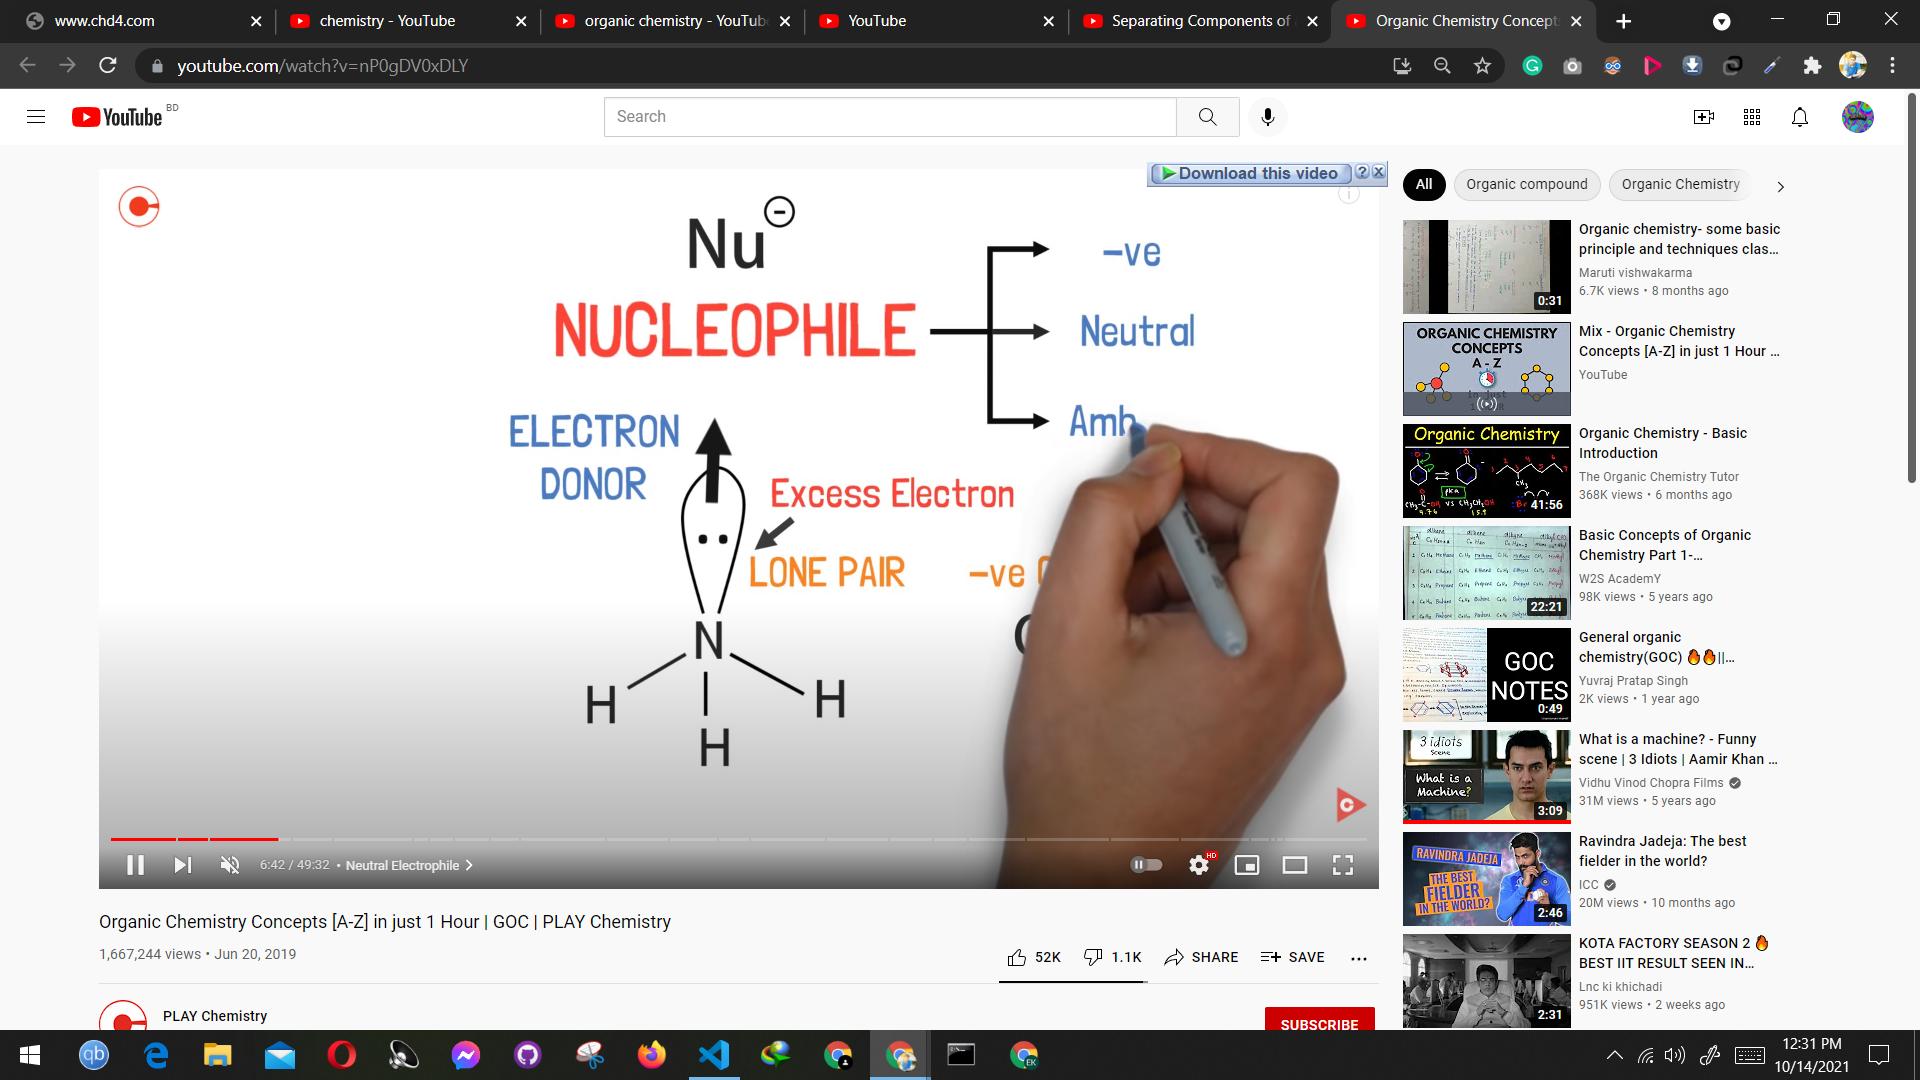 www.chd4.com
chemistry - YouTube
organic chemistry - YouTub
YouTube
Separating Components of
Organic Chemistry Concept
youtube.com/watch?v=nP0gDV0xDLY
YouTube BD
Search
Download this video ? X
Nu
NUCLEOPHILE
–ve
Neutral
Amb
ELECTRON
DONOR
Excess Electron
LONE PAIR
–ve
N
H
H
H
6:42 / 49:32 • Neutral Electrophile
HD
Organic Chemistry Concepts [A-Z] in just 1 Hour | GOC | PLAY Chemistry
1,667,244 views • Jun 20, 2019
52K
1.1K
SHARE
SAVE
PLAY Chemistry
SUBSCRIBE
All
Organic compound
Organic Chemistry
Organic chemistry- some basic
principle and techniques clas...
Maruti vishwakarma
6.7K views • 8 months ago
0:31
ORGANIC CHEMISTRY
CONCEPTS
A - Z
Mix - Organic Chemistry
Concepts [A-Z] in just 1 Hour ...
YouTube
Organic Chemistry
41:56
Organic Chemistry - Basic
Introduction
The Organic Chemistry Tutor
368K views • 6 months ago
22:21
Basic Concepts of Organic
Chemistry Part 1-...
W2S AcademY
98K views • 5 years ago
GOC
NOTES
0:49
General organic
chemistry(GOC) 🔥🔥||...
Yuvraj Pratap Singh
2K views • 1 year ago
3 idiots
Scene
What is a
Machine?
3:09
What is a machine? - Funny
scene | 3 Idiots | Aamir Khan ...
Vidhu Vinod Chopra Films
31M views • 5 years ago
RAVINDRA JADEJA
THE BEST
FIELDER
IN THE WORLD?
2:46
Ravindra Jadeja: The best
fielder in the world?
ICC
20M views • 10 months ago
2:31
KOTA FACTORY SEASON 2 🔥
BEST IIT RESULT SEEN IN...
Lnc ki khichadi
951K views • 2 weeks ago
qb
EK
12:31 PM
10/14/2021